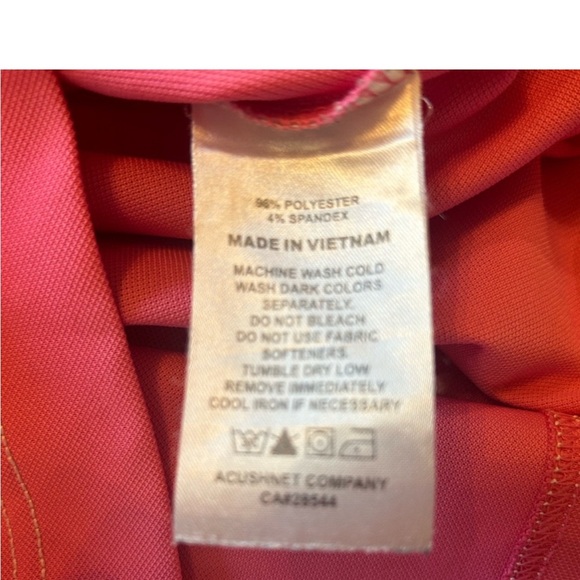 96% POLYESTER
4% SPANDEX
MADE IN VIETNAM
MACHINE WASH COLD
WASH DARK COLORS
SEPARATELY.
DO NOT BLEACH
DO NOT USE FABRIC
SOFTENERS.
TUMBLE DRY LOW
REMOVE IMMEDIATELY
COOL IRON IF NECESSARY
ACUSHNET COMPANY
CA#28544